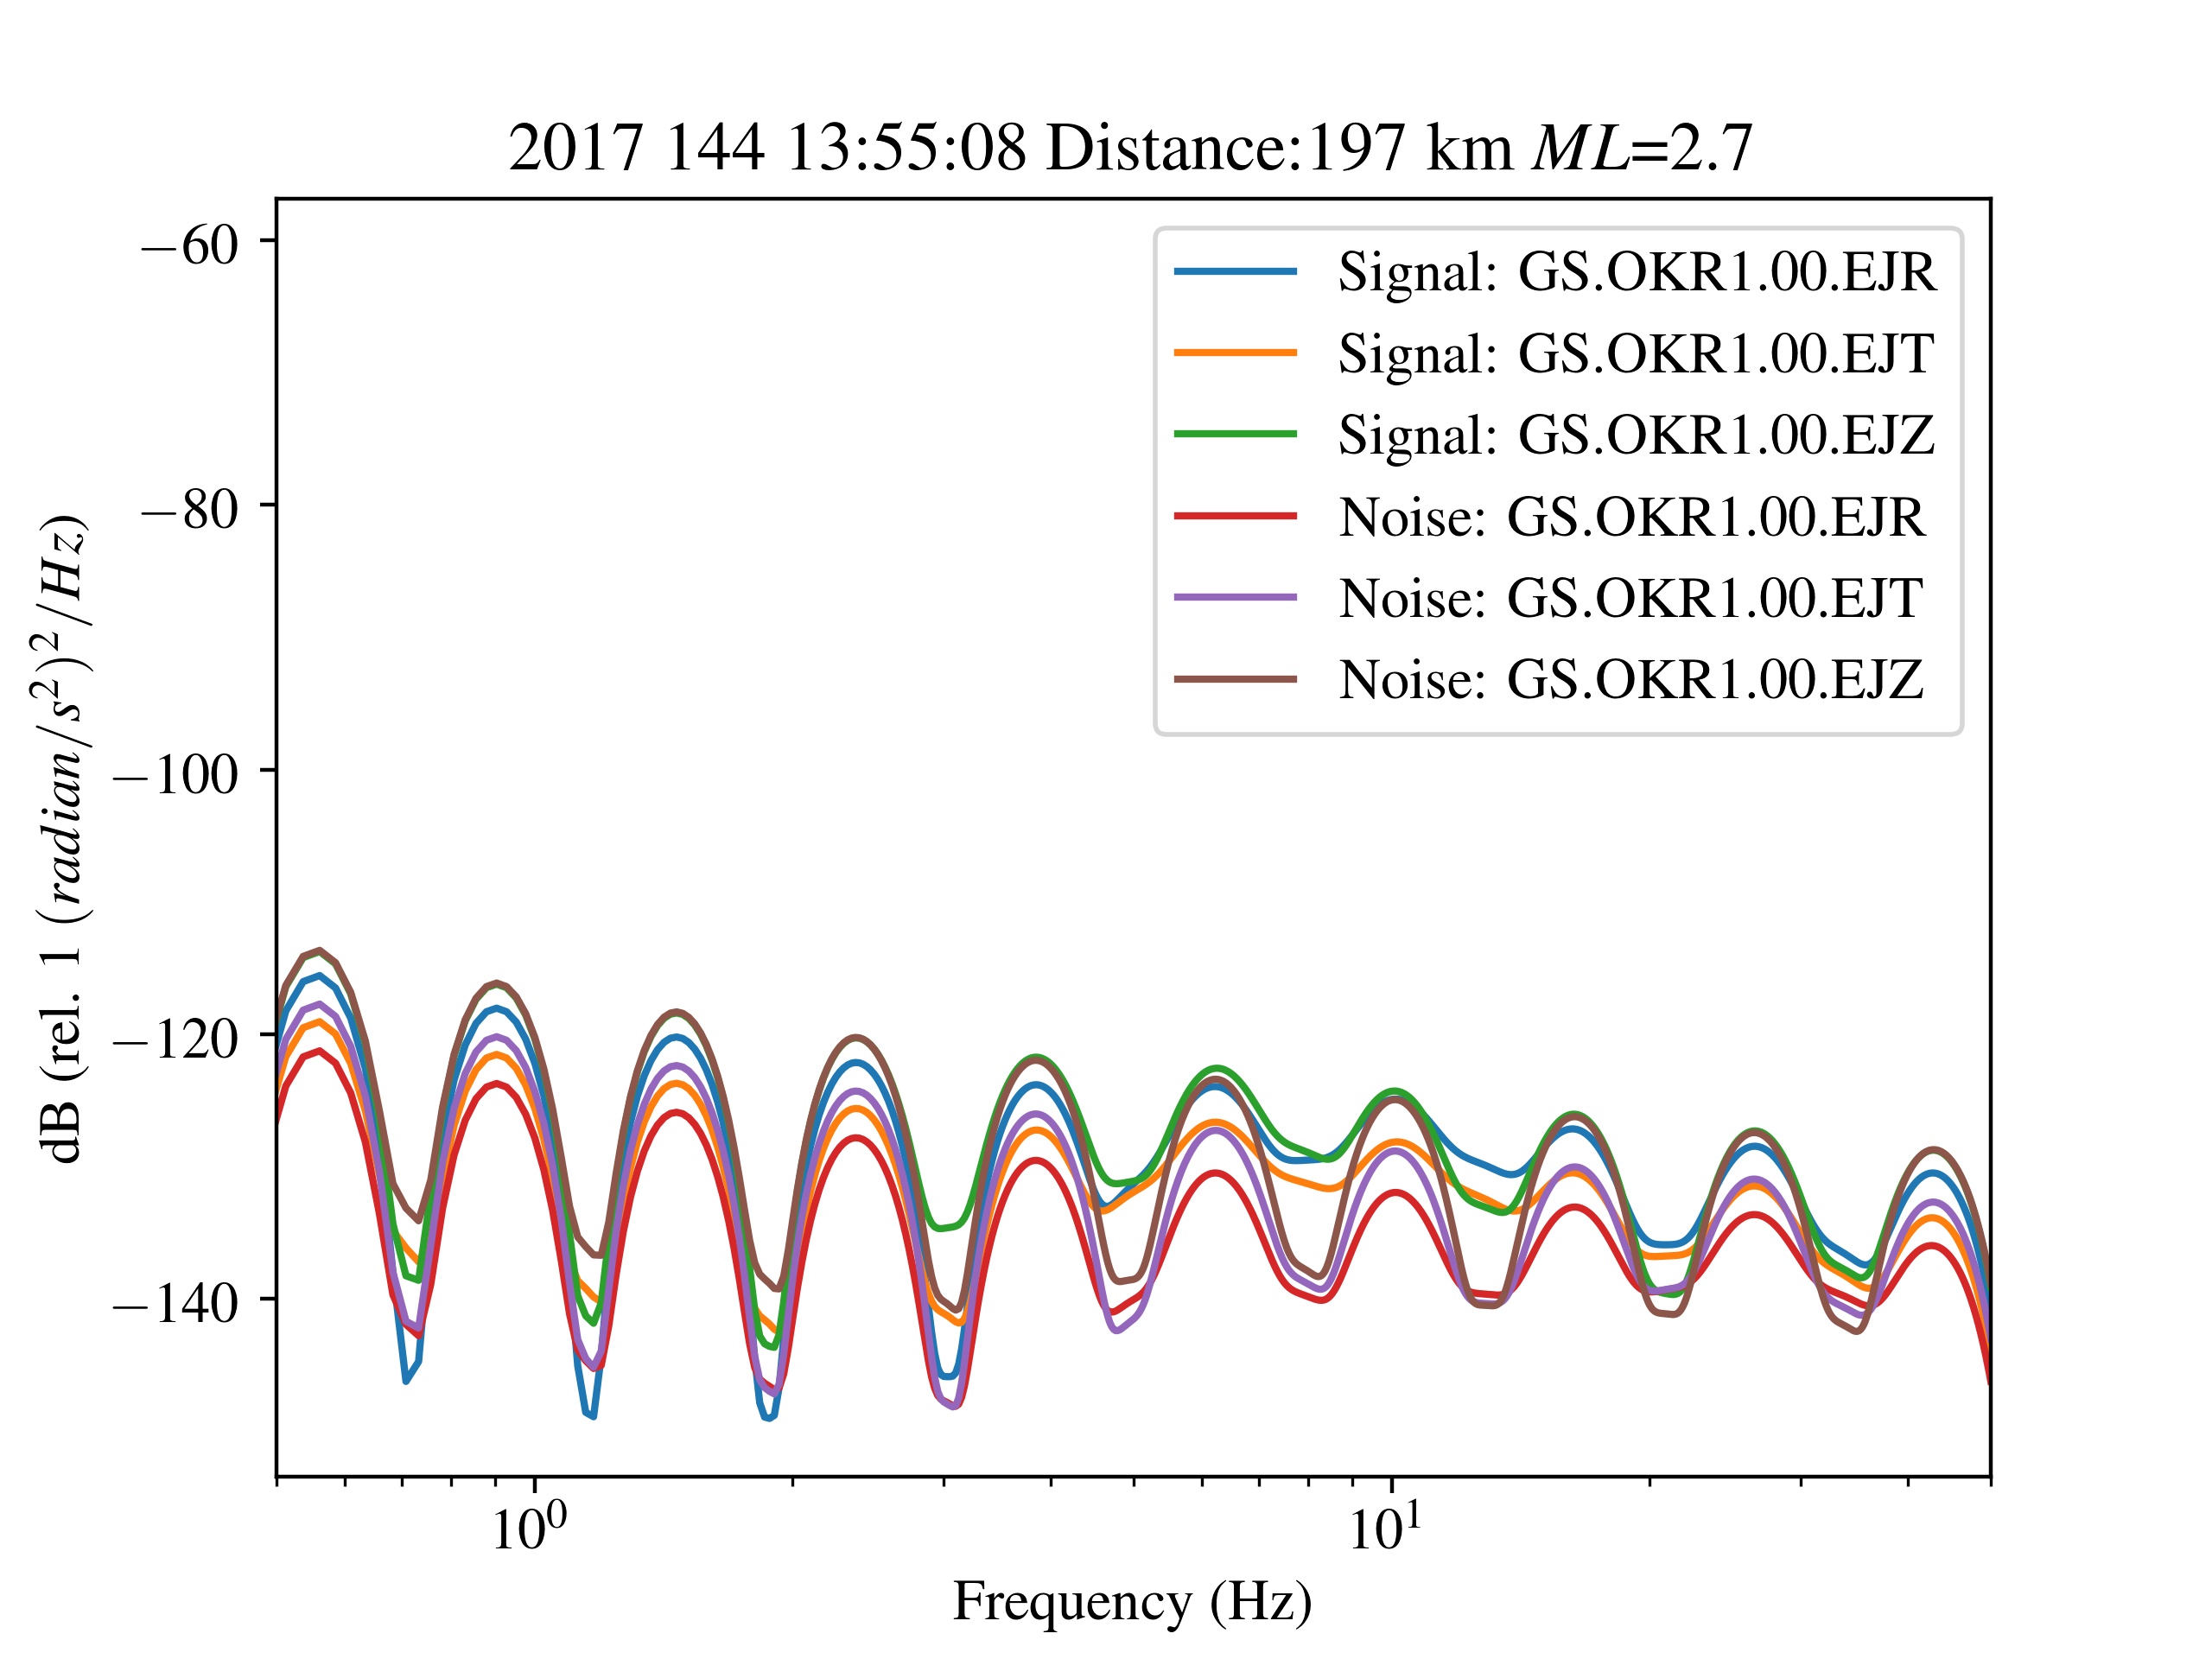 2017 144 13:55:08 Distance:197 km ML=2.7
dB (rel. 1 (radian/s²)²/Hz)
−60
−80
−100
−120
−140
Signal: GS.OKR1.00.EJR
Signal: GS.OKR1.00.EJT
Signal: GS.OKR1.00.EJZ
Noise: GS.OKR1.00.EJR
Noise: GS.OKR1.00.EJT
Noise: GS.OKR1.00.EJZ
10⁰ 10¹
Frequency (Hz)